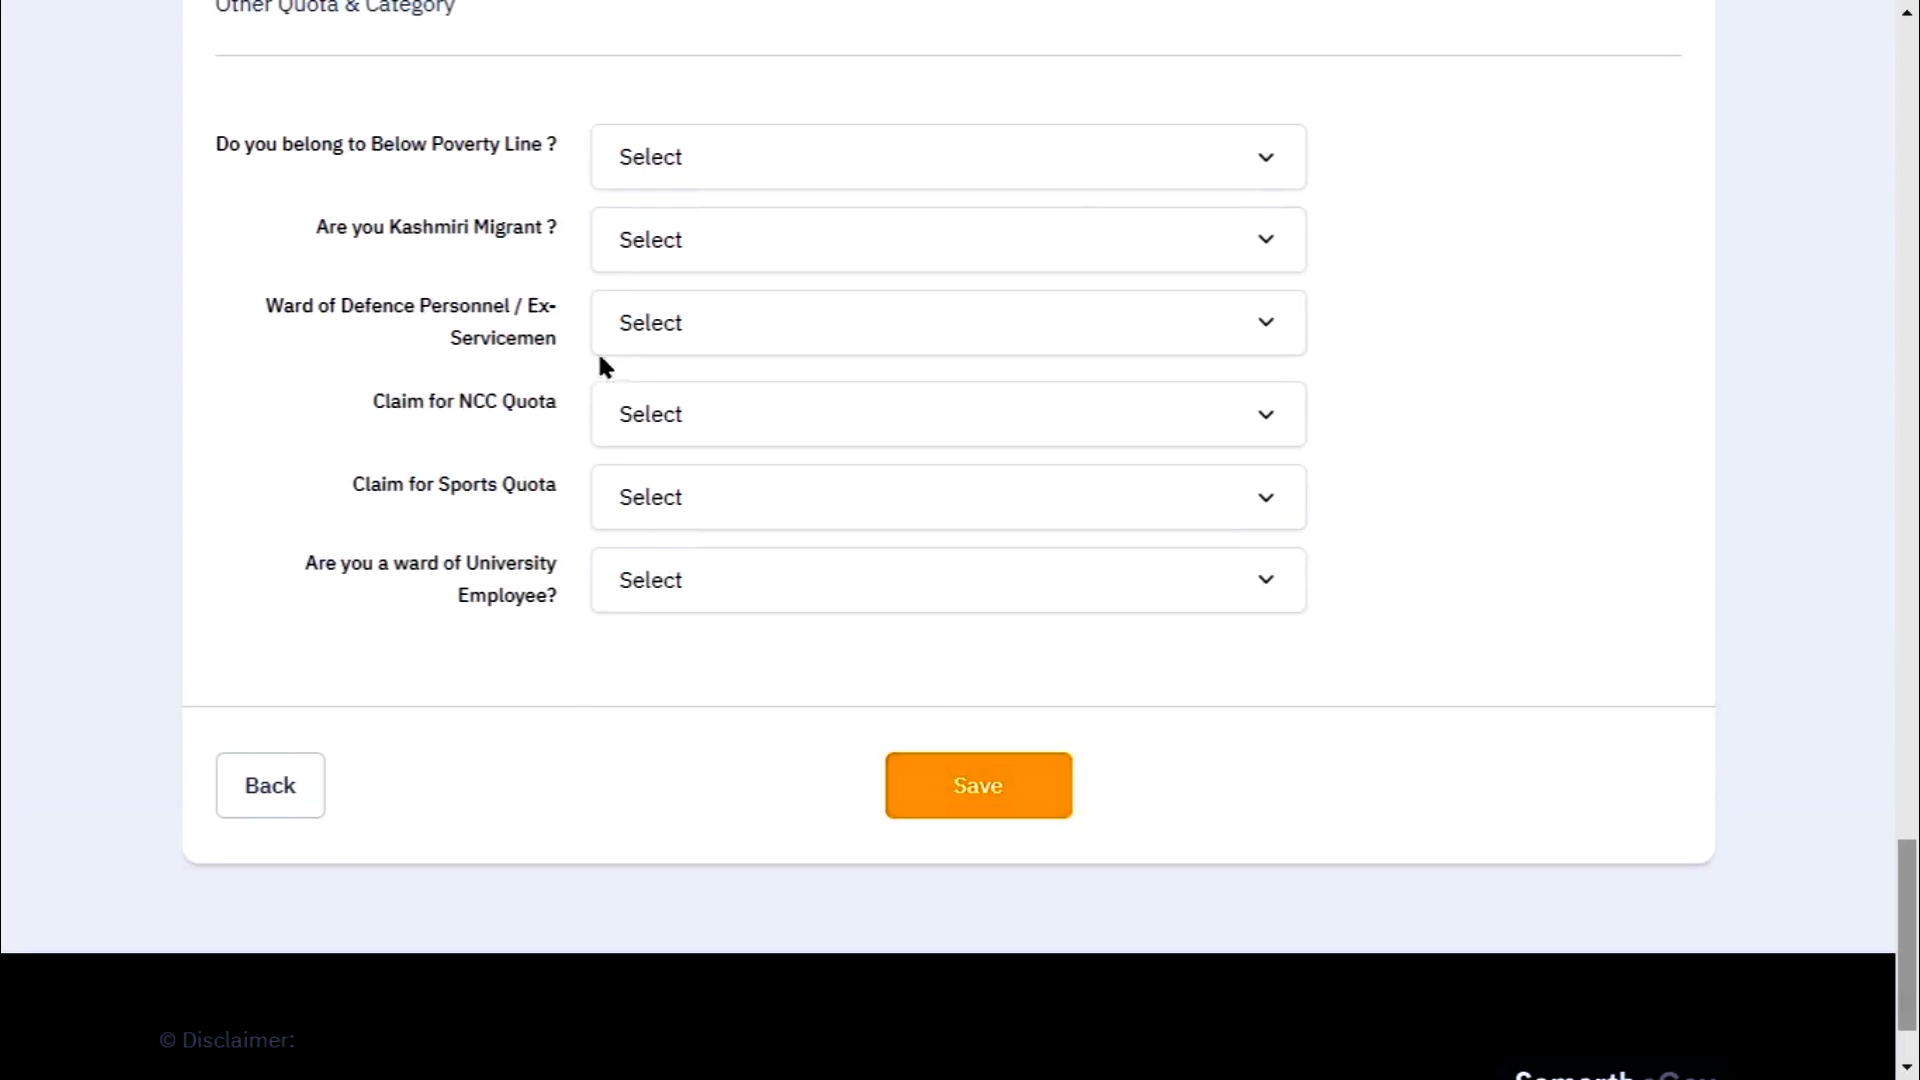 Other Quota & Category
Do you belong to Below Poverty Line ?
Select
Are you Kashmiri Migrant ?
Select
Ward of Defence Personnel / Ex-
Servicemen
Select
Claim for NCC Quota
Select
Claim for Sports Quota
Select
Are you a ward of University
Employee?
Select
Back
Save
© Disclaimer: